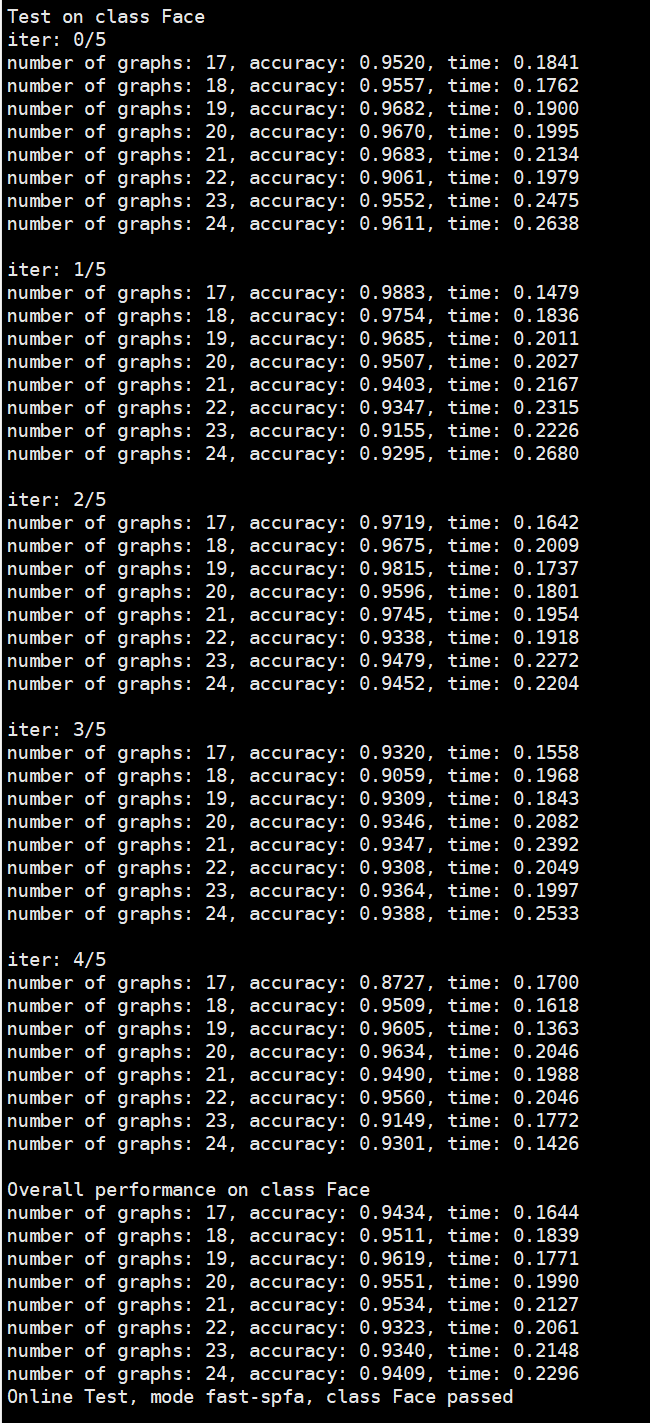 Test on class Face
iter: 0/5
number of graphs: 17, accuracy: 0.9520, time: 0.1841
number of graphs: 18, accuracy: 0.9557, time: 0.1762
number of graphs: 19, accuracy: 0.9682, time: 0.1900
number of graphs: 20, accuracy: 0.9670, time: 0.1995
number of graphs: 21, accuracy: 0.9683, time: 0.2134
number of graphs: 22, accuracy: 0.9061, time: 0.1979
number of graphs: 23, accuracy: 0.9552, time: 0.2475
number of graphs: 24, accuracy: 0.9611, time: 0.2638

iter: 1/5
number of graphs: 17, accuracy: 0.9883, time: 0.1479
number of graphs: 18, accuracy: 0.9754, time: 0.1836
number of graphs: 19, accuracy: 0.9685, time: 0.2011
number of graphs: 20, accuracy: 0.9507, time: 0.2027
number of graphs: 21, accuracy: 0.9403, time: 0.2167
number of graphs: 22, accuracy: 0.9347, time: 0.2315
number of graphs: 23, accuracy: 0.9155, time: 0.2226
number of graphs: 24, accuracy: 0.9295, time: 0.2680

iter: 2/5
number of graphs: 17, accuracy: 0.9719, time: 0.1642
number of graphs: 18, accuracy: 0.9675, time: 0.2009
number of graphs: 19, accuracy: 0.9815, time: 0.1737
number of graphs: 20, accuracy: 0.9596, time: 0.1801
number of graphs: 21, accuracy: 0.9745, time: 0.1954
number of graphs: 22, accuracy: 0.9338, time: 0.1918
number of graphs: 23, accuracy: 0.9479, time: 0.2272
number of graphs: 24, accuracy: 0.9452, time: 0.2204

iter: 3/5
number of graphs: 17, accuracy: 0.9320, time: 0.1558
number of graphs: 18, accuracy: 0.9059, time: 0.1968
number of graphs: 19, accuracy: 0.9309, time: 0.1843
number of graphs: 20, accuracy: 0.9346, time: 0.2082
number of graphs: 21, accuracy: 0.9347, time: 0.2392
number of graphs: 22, accuracy: 0.9308, time: 0.2049
number of graphs: 23, accuracy: 0.9364, time: 0.1997
number of graphs: 24, accuracy: 0.9388, time: 0.2533

iter: 4/5
number of graphs: 17, accuracy: 0.8727, time: 0.1700
number of graphs: 18, accuracy: 0.9509, time: 0.1618
number of graphs: 19, accuracy: 0.9605, time: 0.1363
number of graphs: 20, accuracy: 0.9634, time: 0.2046
number of graphs: 21, accuracy: 0.9490, time: 0.1988
number of graphs: 22, accuracy: 0.9560, time: 0.2046
number of graphs: 23, accuracy: 0.9149, time: 0.1772
number of graphs: 24, accuracy: 0.9301, time: 0.1426

Overall performance on class Face
number of graphs: 17, accuracy: 0.9434, time: 0.1644
number of graphs: 18, accuracy: 0.9511, time: 0.1839
number of graphs: 19, accuracy: 0.9619, time: 0.1771
number of graphs: 20, accuracy: 0.9551, time: 0.1990
number of graphs: 21, accuracy: 0.9534, time: 0.2127
number of graphs: 22, accuracy: 0.9323, time: 0.2061
number of graphs: 23, accuracy: 0.9340, time: 0.2148
number of graphs: 24, accuracy: 0.9409, time: 0.2296
Online Test, mode fast-spfa, class Face passed